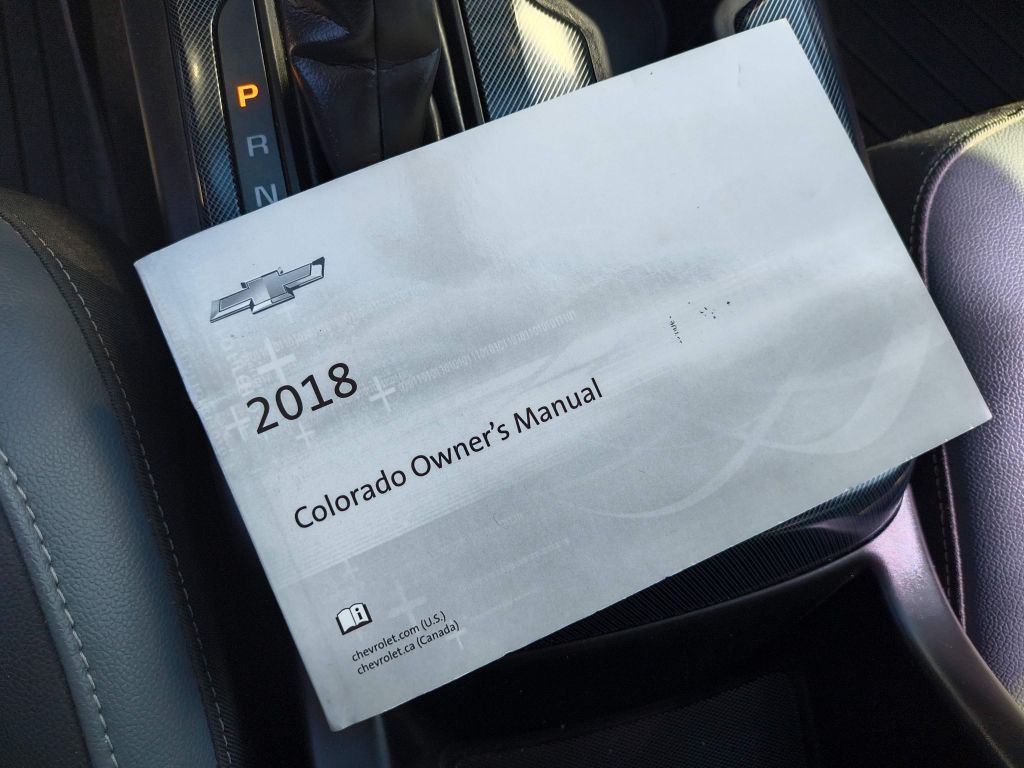 P
R
N
2018
Colorado Owner's Manual
chevrolet.com (U.S.)
chevrolet.ca (Canada)